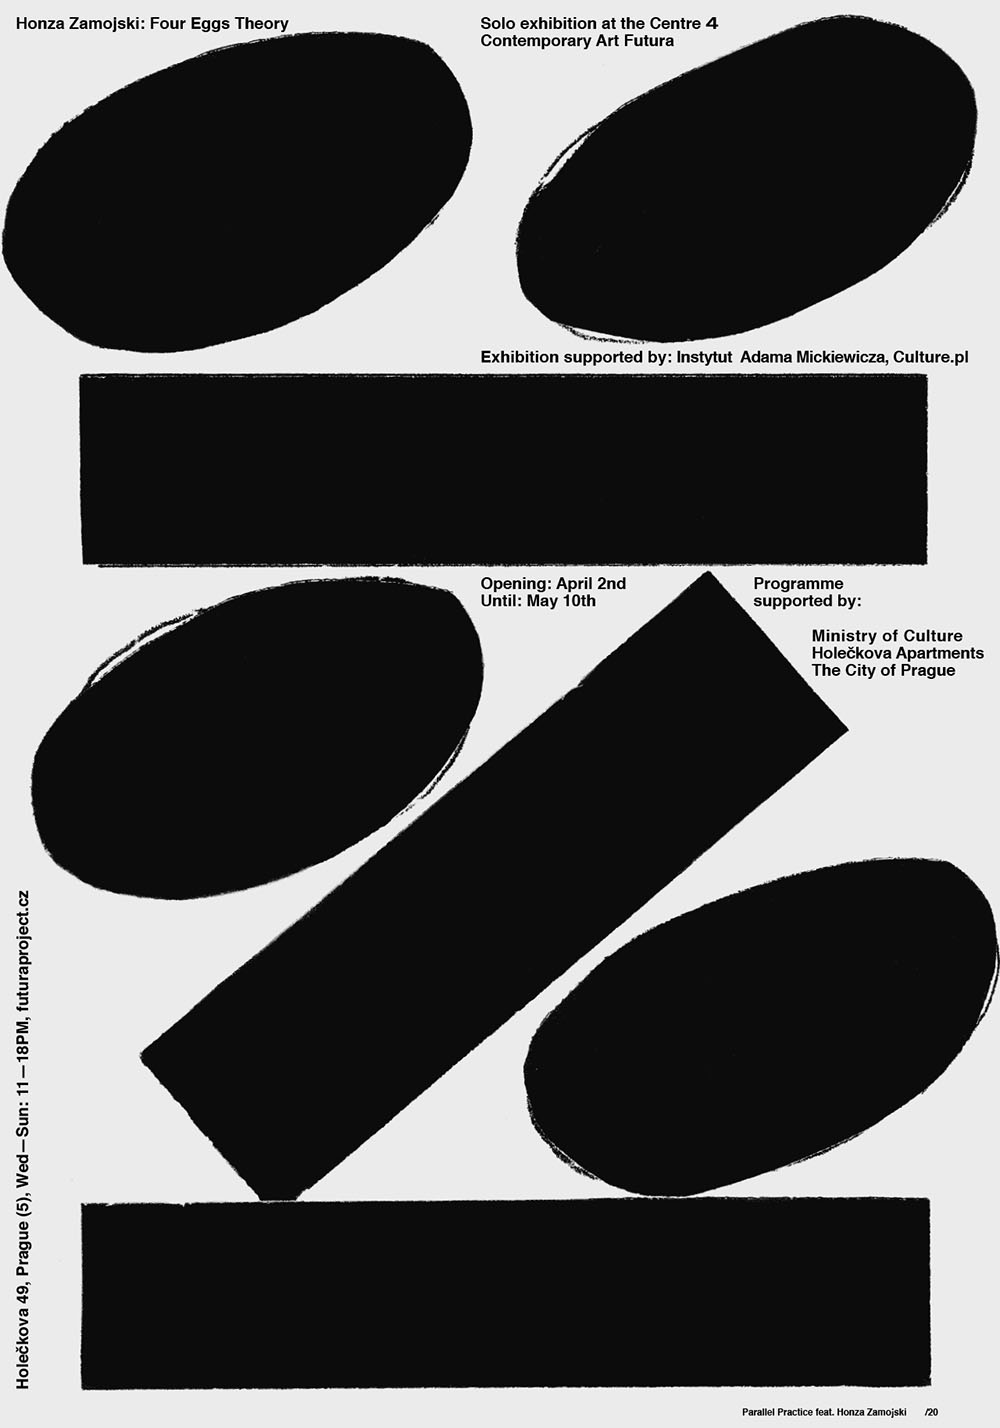 Honza Zamojski: Four Eggs Theory
Solo exhibition at the Centre 4
Contemporary Art Futura
Exhibition supported by: Instytut Adama Mickiewicza, Culture.pl
Opening: April 2nd
Until: May 10th
Programme
supported by:
Ministry of Culture
Holečkova Apartments
The City of Prague
Holečkova 49, Prague (5), Wed—Sun: 11—18PM, futuraproject.cz
Parallel Practice feat. Honza Zamojski /20